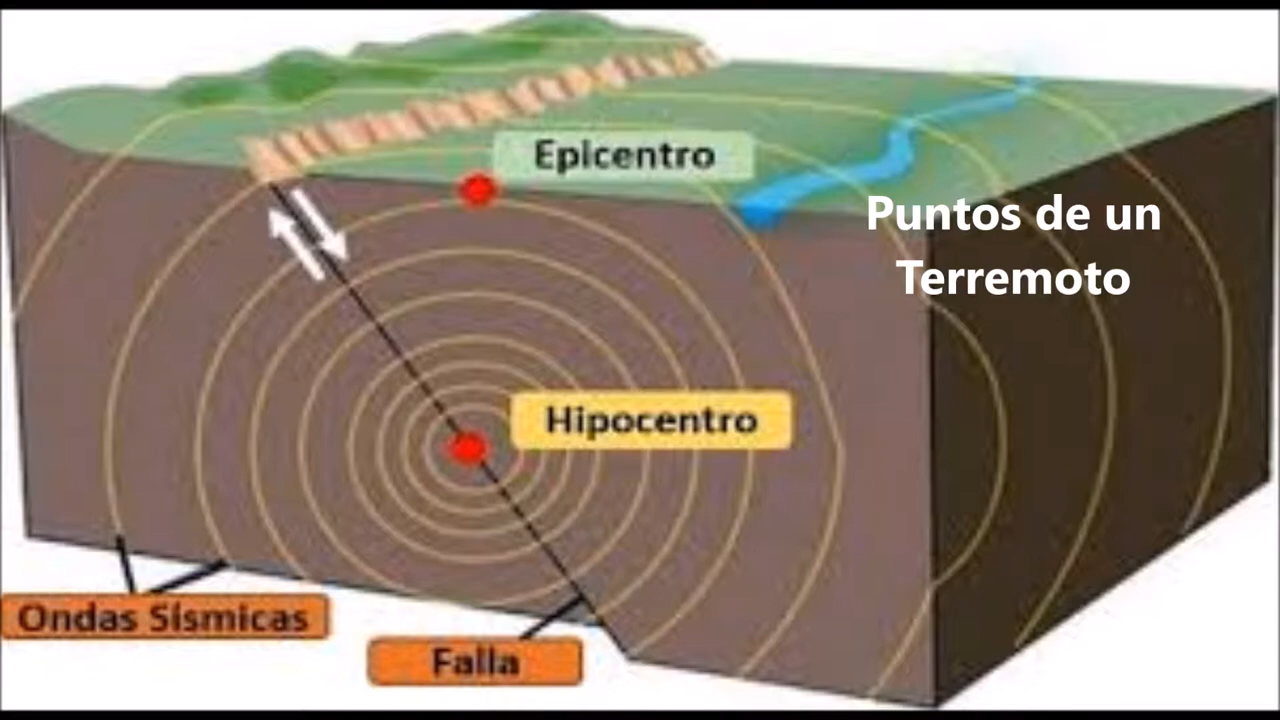 Epicentro
Puntos de un
Terremoto
Hipocentro
Ondas Sísmicas
Falla